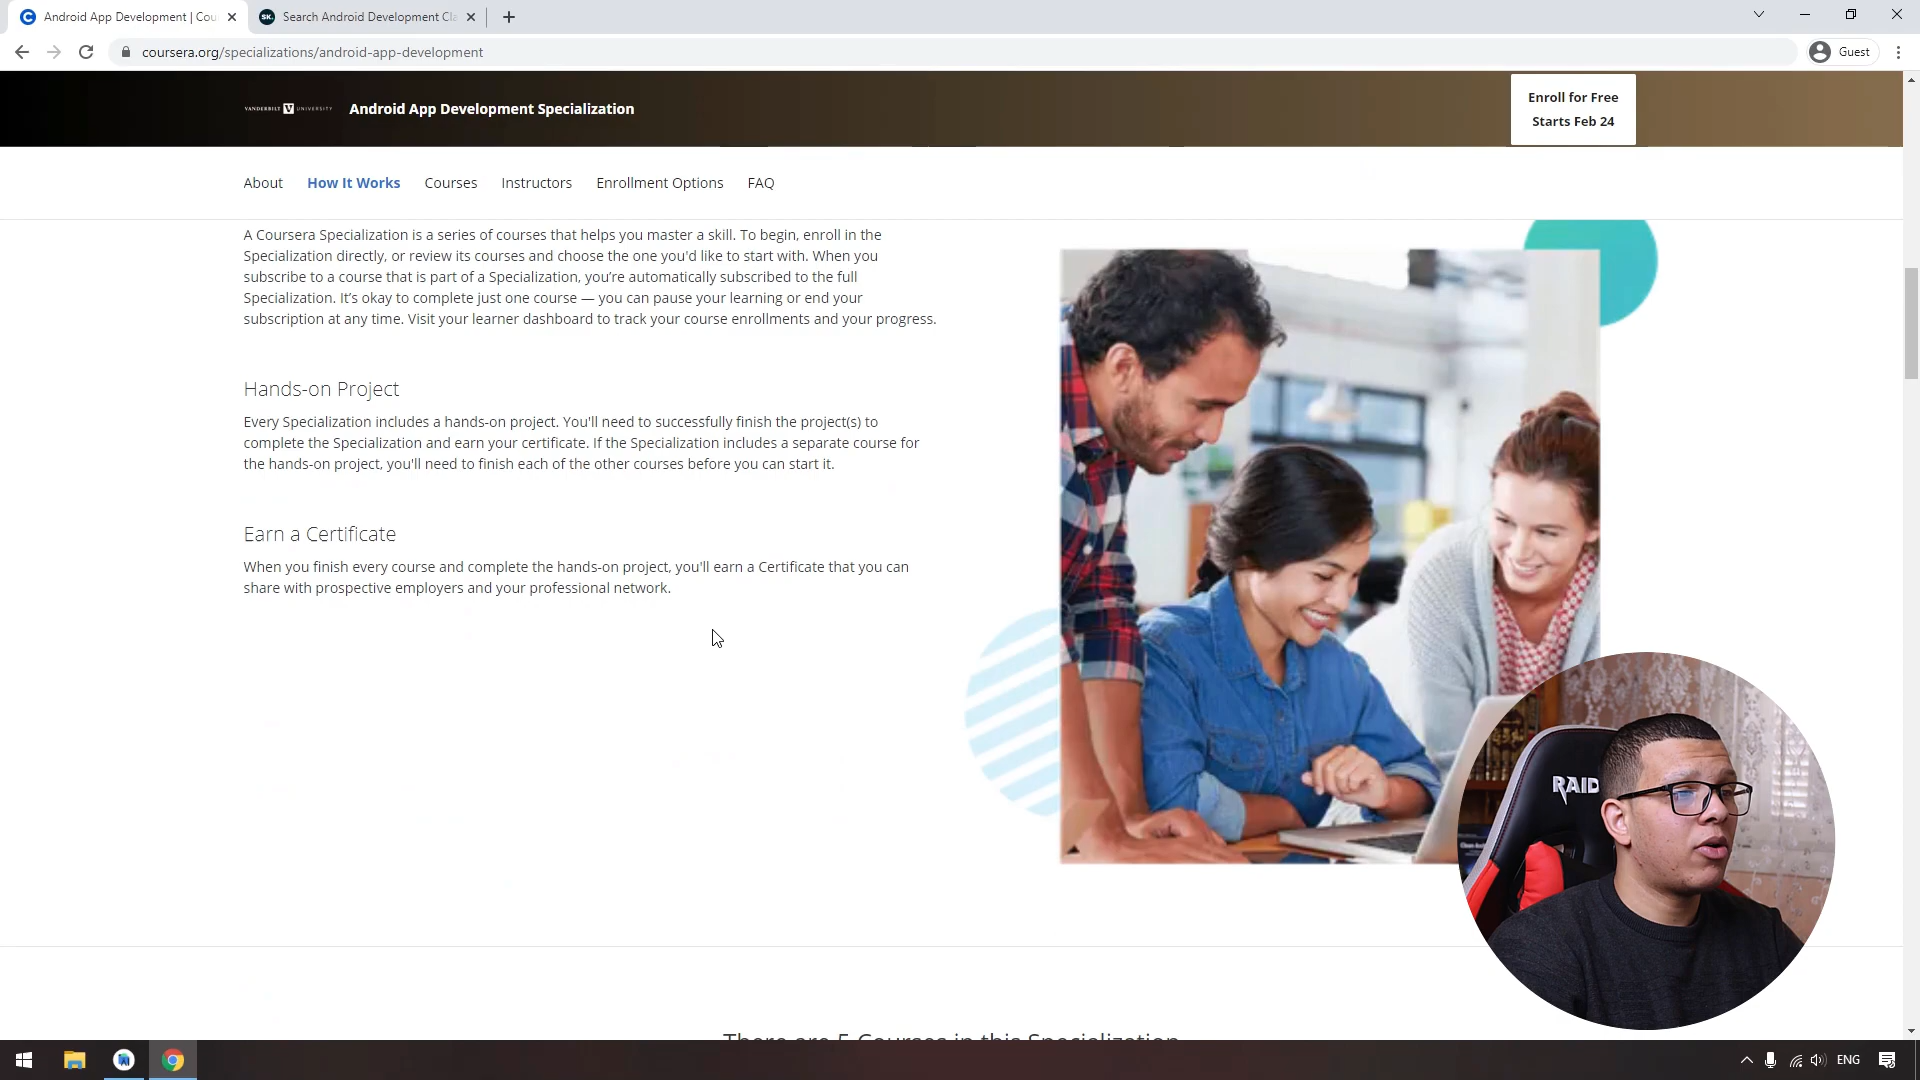 Android App Development | Cou
Search Android Development Cla
coursera.org/specializations/android-app-development
Guest
VANDERBILT V UNIVERSITY
Android App Development Specialization
Enroll for Free
Starts Feb 24
About
How It Works
Courses
Instructors
Enrollment Options
FAQ
A Coursera Specialization is a series of courses that helps you master a skill. To begin, enroll in the
Specialization directly, or review its courses and choose the one you'd like to start with. When you
subscribe to a course that is part of a Specialization, you’re automatically subscribed to the full
Specialization. It’s okay to complete just one course — you can pause your learning or end your
subscription at any time. Visit your learner dashboard to track your course enrollments and your progress.
Hands-on Project
Every Specialization includes a hands-on project. You'll need to successfully finish the project(s) to
complete the Specialization and earn your certificate. If the Specialization includes a separate course for
the hands-on project, you'll need to finish each of the other courses before you can start it.
Earn a Certificate
When you finish every course and complete the hands-on project, you'll earn a Certificate that you can
share with prospective employers and your professional network.
RAID
There are 5 Courses in this Specialization
ENG